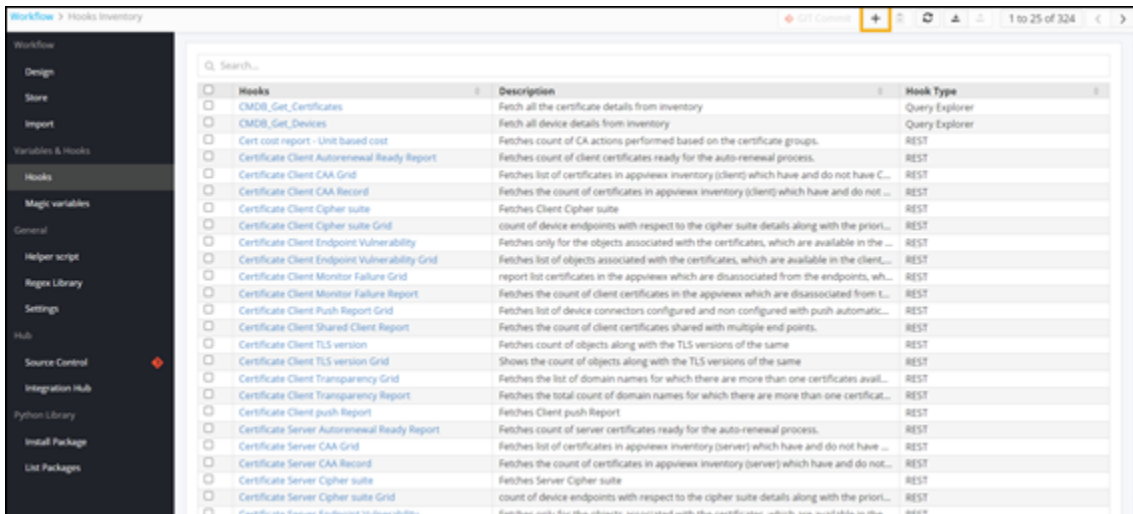 Workflow > Hooks Inventory
GIT Commit
1 to 25 of 324
Workflow
Design
Store
Import
Variables & Hooks
Hooks
Magic variables
General
Helper script
Regex Library
Settings
Hub
Source Control
Integration Hub
Python Library
Install Package
List Packages
Search...
Hooks Description Hook Type
CMDB_Get_Certificates Fetch all the certificate details from inventory Query Explorer
CMDB_Get_Devices Fetch all device details from inventory Query Explorer
Cert cost report - Unit based cost Fetches count of CA actions performed based on the certificate groups. REST
Certificate Client Autorenewal Ready Report Fetches count of client certificates ready for the auto-renewal process. REST
Certificate Client CAA Grid Fetches list of certificates in appviewx inventory (client) which have and do not have C... REST
Certificate Client CAA Record Fetches the count of certificates in appviewx inventory (client) which have and do not ... REST
Certificate Client Cipher suite Fetches Client Cipher suite REST
Certificate Client Cipher suite Grid count of device endpoints with respect to the cipher suite details along with the priori... REST
Certificate Client Endpoint Vulnerability Fetches only for the objects associated with the certificates, which are available in the ... REST
Certificate Client Endpoint Vulnerability Grid Fetches list of objects associated with the certificates, which are available in the client,... REST
Certificate Client Monitor Failure Grid report list certificates in the appviewx which are disassociated from the endpoints, wh... REST
Certificate Client Monitor Failure Report Fetches the count of client certificates in the appviewx which are disassociated from t... REST
Certificate Client Push Report Grid Fetches list of device connectors configured and non configured with push automatic... REST
Certificate Client Shared Client Report Fetches the count of client certificates shared with multiple end points. REST
Certificate Client TLS version Fetches count of objects along with the TLS versions of the same REST
Certificate Client TLS version Grid Shows the count of objects along with the TLS versions of the same REST
Certificate Client Transparency Grid Fetches the list of domain names for which there are more than one certificates avail... REST
Certificate Client Transparency Report Fetches the total count of domain names for which there are more than one certificat... REST
Certificate Client push Report Fetches Client push Report REST
Certificate Server Autorenewal Ready Report Fetches count of server certificates ready for the auto-renewal process. REST
Certificate Server CAA Grid Fetches list of certificates in appviewx inventory (server) which have and do not have ... REST
Certificate Server CAA Record Fetches the count of certificates in appviewx inventory (server) which have and do not... REST
Certificate Server Cipher suite Fetches Server Cipher suite REST
Certificate Server Cipher suite Grid count of device endpoints with respect to the cipher suite details along with the priori... REST
Certificate Server Endpoint Vulnerability Fetches only for the objects associated with the certificates, which are available in the REST